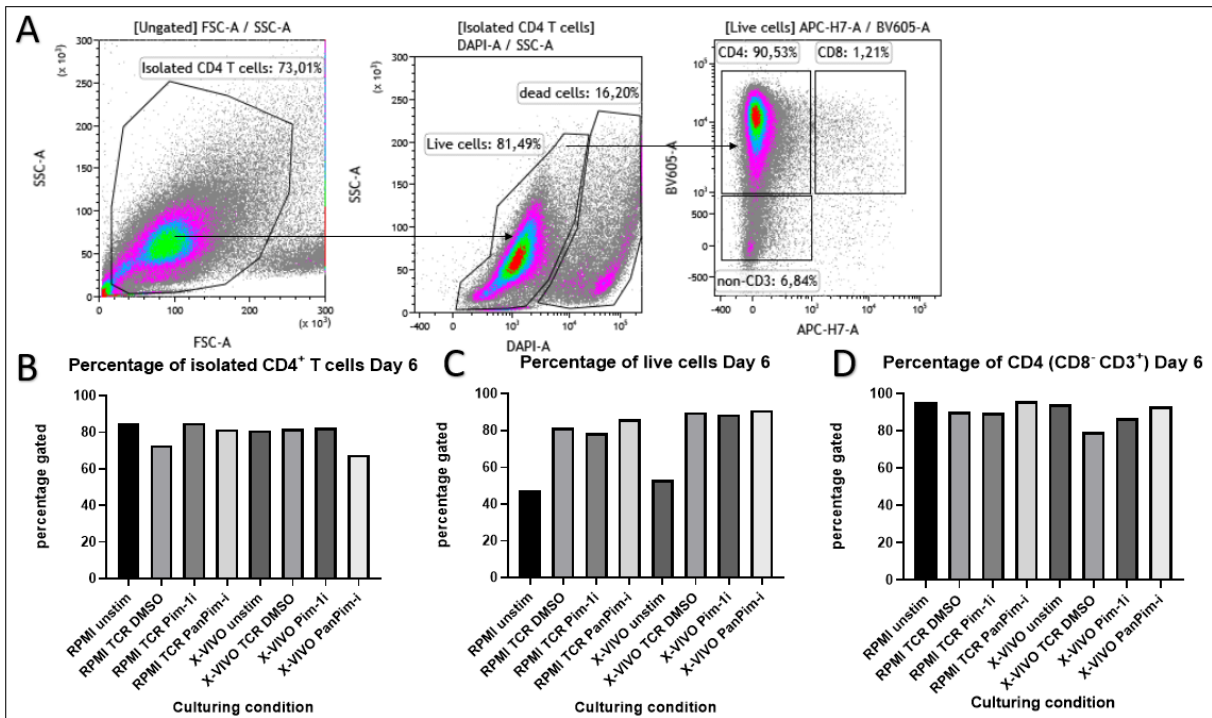 A
[Ungated] FSC-A / SSC-A
(x 10³)
300
250
200
150
100
50
0
Isolated CD4 T cells: 73,01%
SSC-A
0
100
200
300
(x 10³)
FSC-A
[Isolated CD4 T cells]
DAPI-A / SSC-A
(x 10³)
300
250
200
150
100
50
0
dead cells: 16,20%
Live cells: 81,49%
SSC-A
-400
0
10³
10⁴
10⁵
DAPI-A
[Live cells] APC-H7-A / BV605-A
CD4: 90,53%
CD8: 1,21%
10⁵
10⁴
10³
500
0
-500
non-CD3: 6,84%
BV605-A
-400
0
10³
10⁴
10⁵
APC-H7-A
B
Percentage of isolated CD4⁺ T cells Day 6
percentage gated
100
80
60
40
20
0
RPMI unstim
RPMI TCR DMSO
RPMI TCR Pim-1i
RPMI TCR PanPim-i
X-VIVO unstim
X-VIVO TCR DMSO
X-VIVO Pim-1i
X-VIVO PanPim-i
Culturing condition
C
Percentage of live cells Day 6
percentage gated
100
80
60
40
20
0
RPMI unstim
RPMI TCR DMSO
RPMI TCR Pim-1i
RPMI TCR PanPim-i
X-VIVO unstim
X-VIVO TCR DMSO
X-VIVO Pim-1i
X-VIVO PanPim-i
Culturing condition
D
Percentage of CD4 (CD8⁻ CD3⁺) Day 6
percentage gated
100
80
60
40
20
0
RPMI unstim
RPMI TCR DMSO
RPMI TCR Pim-1i
RPMI TCR PanPim-i
X-VIVO unstim
X-VIVO TCR DMSO
X-VIVO Pim-1i
X-VIVO PanPim-i
Culturing condition